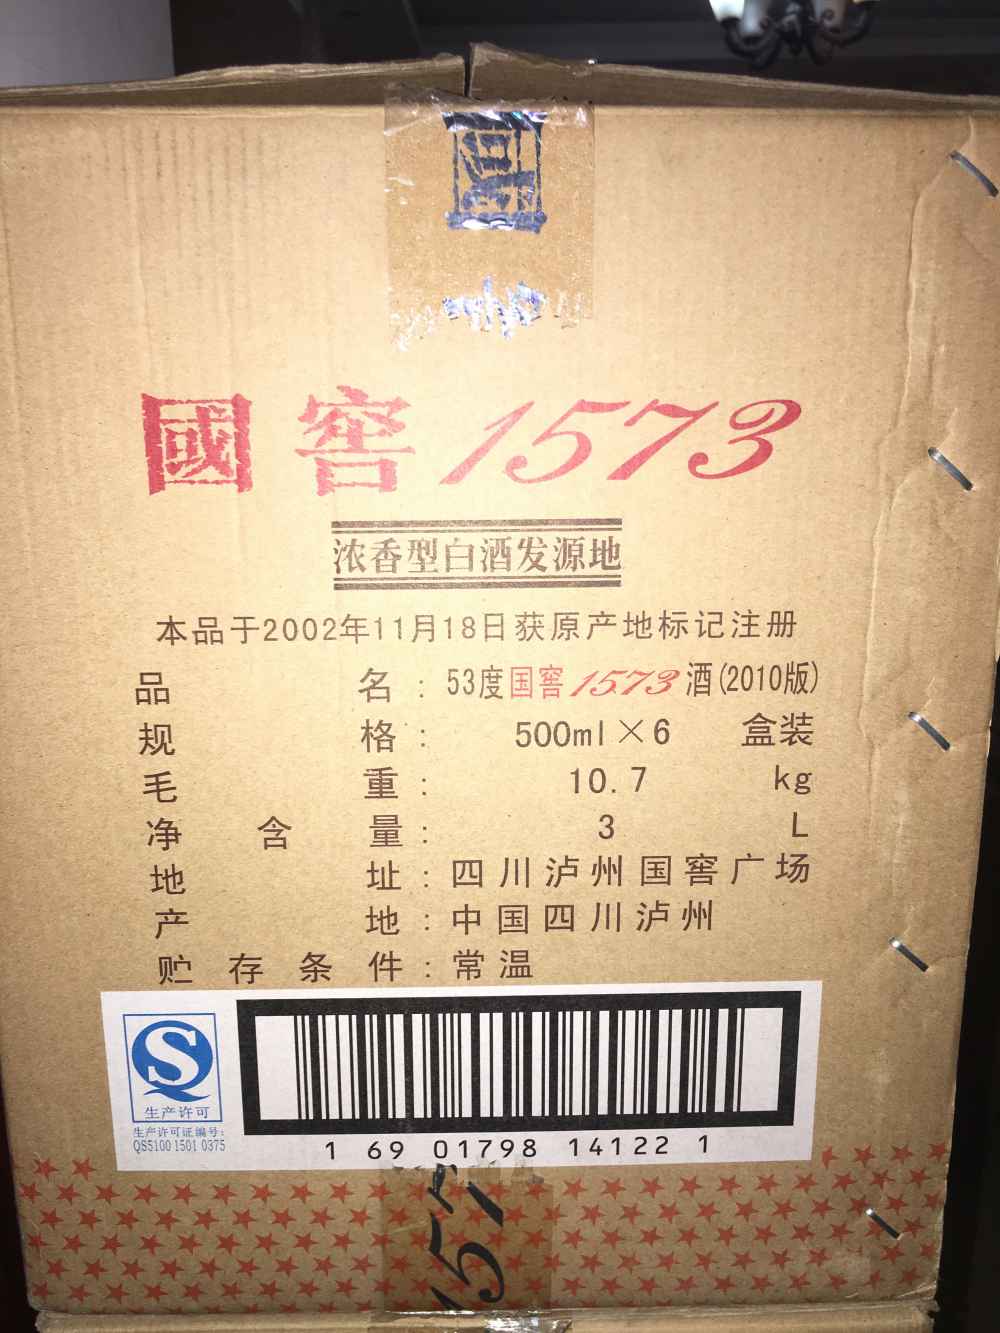 國
國窖1573
浓香型白酒发源地
本品于2002年11月18日获原产地标记注册
品名：53度国窖1573酒(2010版)
规格：500ml×6 盒装
毛重：10.7 kg
净含量：3 L
地址：四川泸州国窖广场
产地：中国四川泸州
贮存条件：常温
S
生产许可
生产许可证编号：
QS5100 1501 0375
1 69 01798 14122 1
157